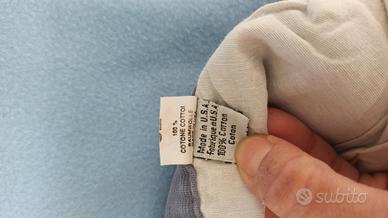 100 %
COTONE COTTON
BAUMWOLLE
Made in U.S.A.
Fabriqué aU.S.A
100% Cotton
Coton
subito